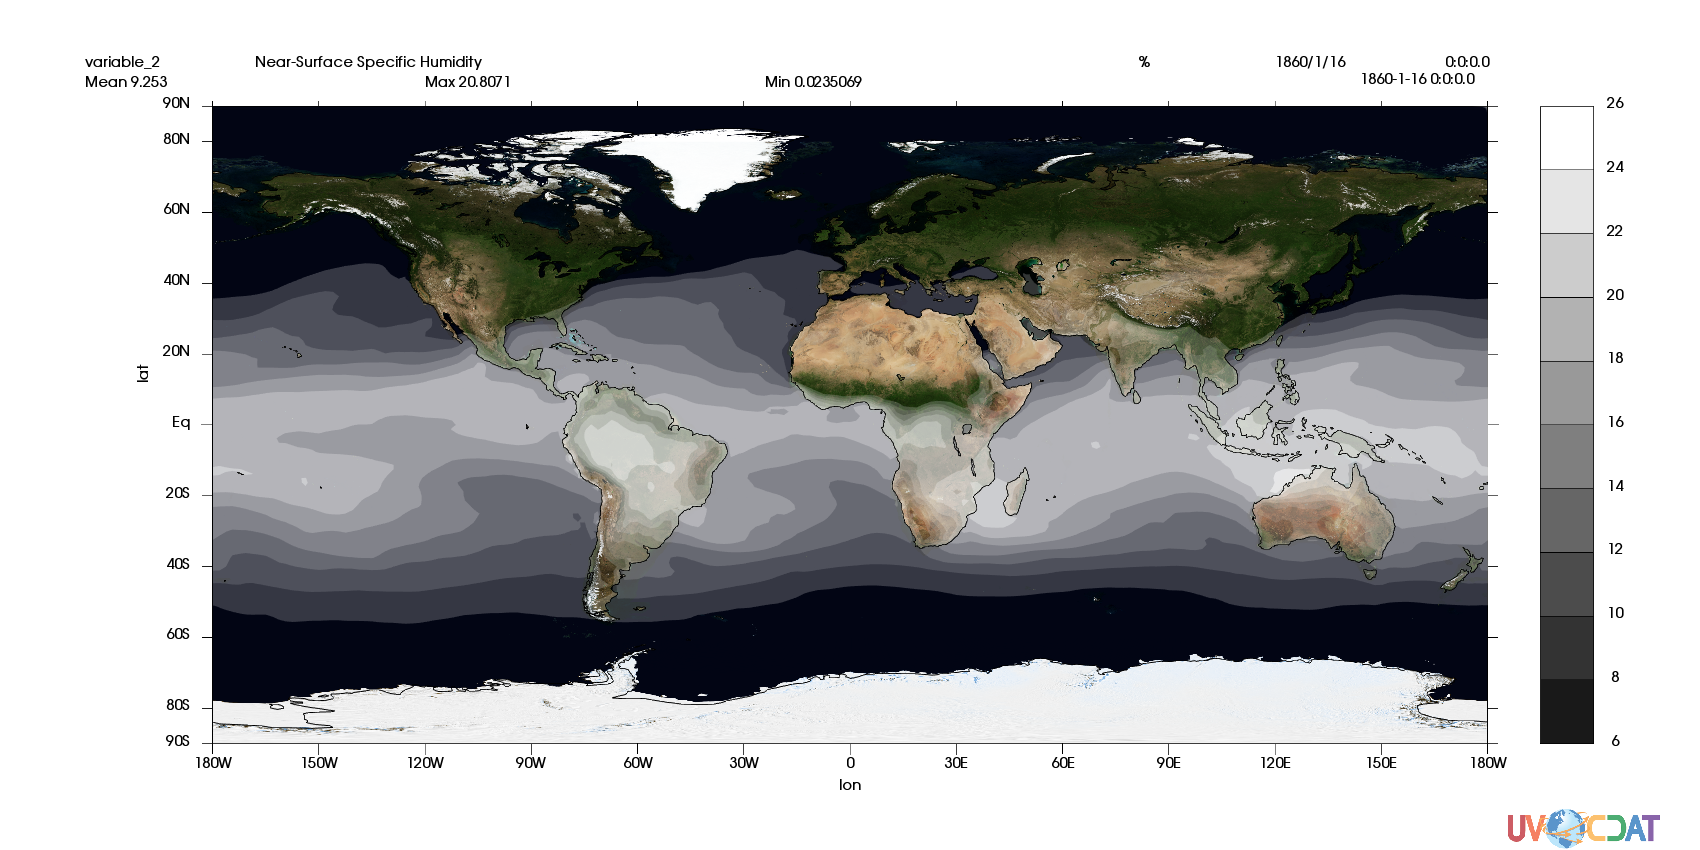 variable_2 Near-Surface Specific Humidity % 1860/1/16 0:0:0.0
Mean 9.253 Max 20.8071 Min 0.0235069 1860-1-16 0:0:0.0
90N
80N
60N
40N
20N
Eq
20S
40S
60S
80S
90S
lat
180W 150W 120W 90W 60W 30W 0 30E 60E 90E 120E 150E 180W
lon
26
24
22
20
18
16
14
12
10
8
6
UV CDAT